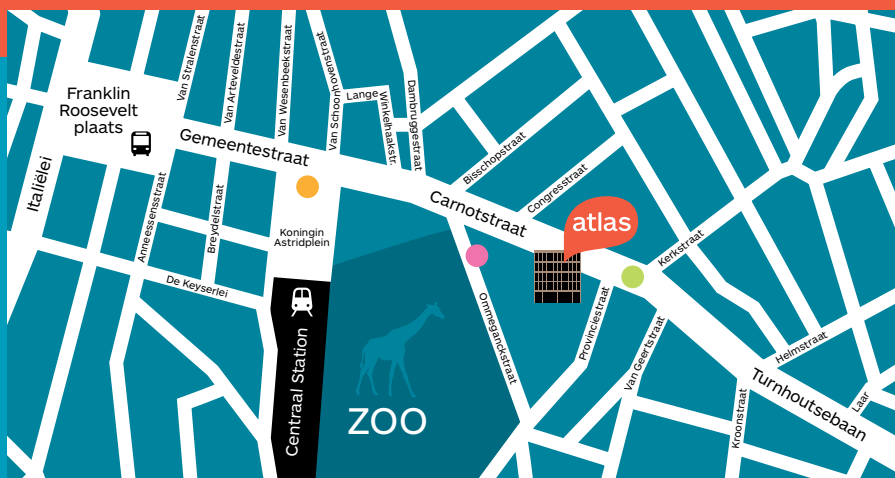 Franklin
Roosevelt
plaats
Italiëlei
Van Stralenstraat
Van Arteveldestraat
Van Wesenbeekstraat
Van Schoonhovenstraat
Lange
Winkelhaakstr.
Dambruggestraat
Gemeentestraat
Bisschopstraat
Congresstraat
Carnotstraat
atlas
Kerkstraat
Anneessensstraat
Breydelstraat
Koningin
Astridplein
De Keyserlei
Centraal Station
ZOO
Ommeganckstraat
Provinciestraat
Van Geertstraat
Helmstraat
Turnhoutsebaan
Kroonstraat
Laar